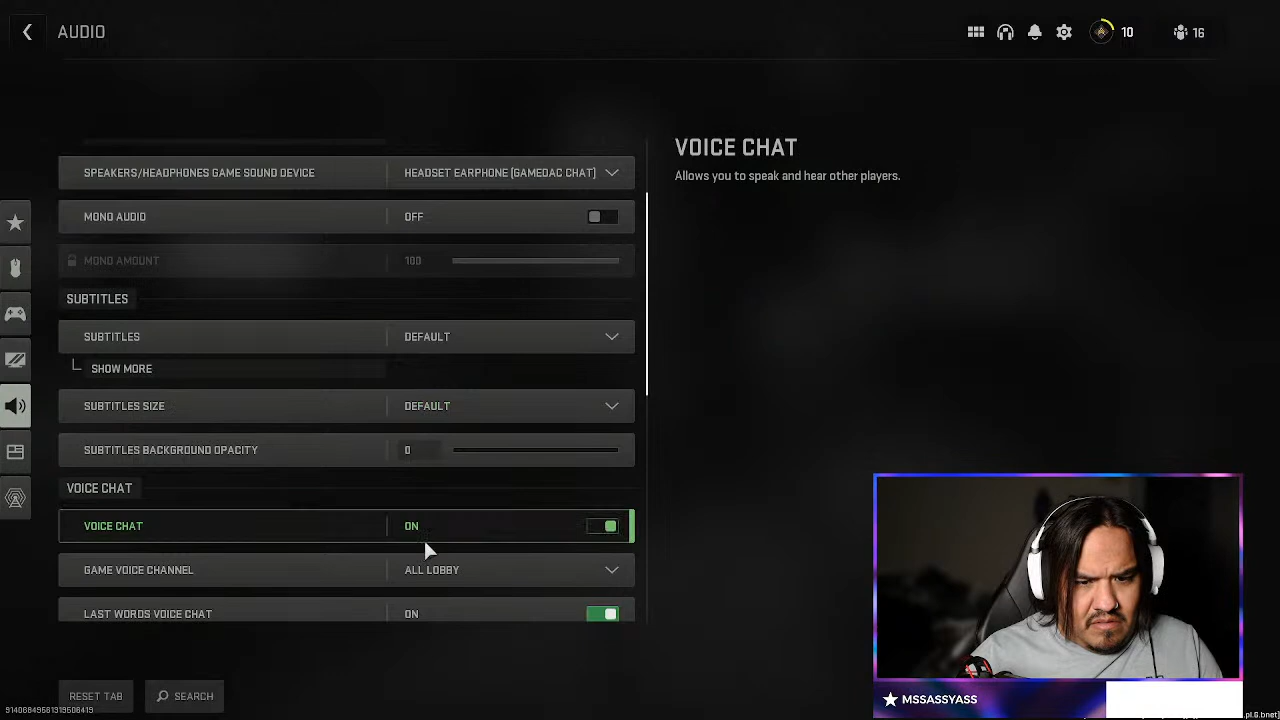 AUDIO
10
16
VOICE CHAT
Allows you to speak and hear other players.
SPEAKERS/HEADPHONES GAME SOUND DEVICE
HEADSET EARPHONE (GAMEDAC CHAT)
MONO AUDIO
OFF
MONO AMOUNT
100
SUBTITLES
SUBTITLES
DEFAULT
SHOW MORE
SUBTITLES SIZE
DEFAULT
SUBTITLES BACKGROUND OPACITY
0
VOICE CHAT
VOICE CHAT
ON
GAME VOICE CHANNEL
ALL LOBBY
LAST WORDS VOICE CHAT
ON
RESET TAB
SEARCH
MSSASSYASS